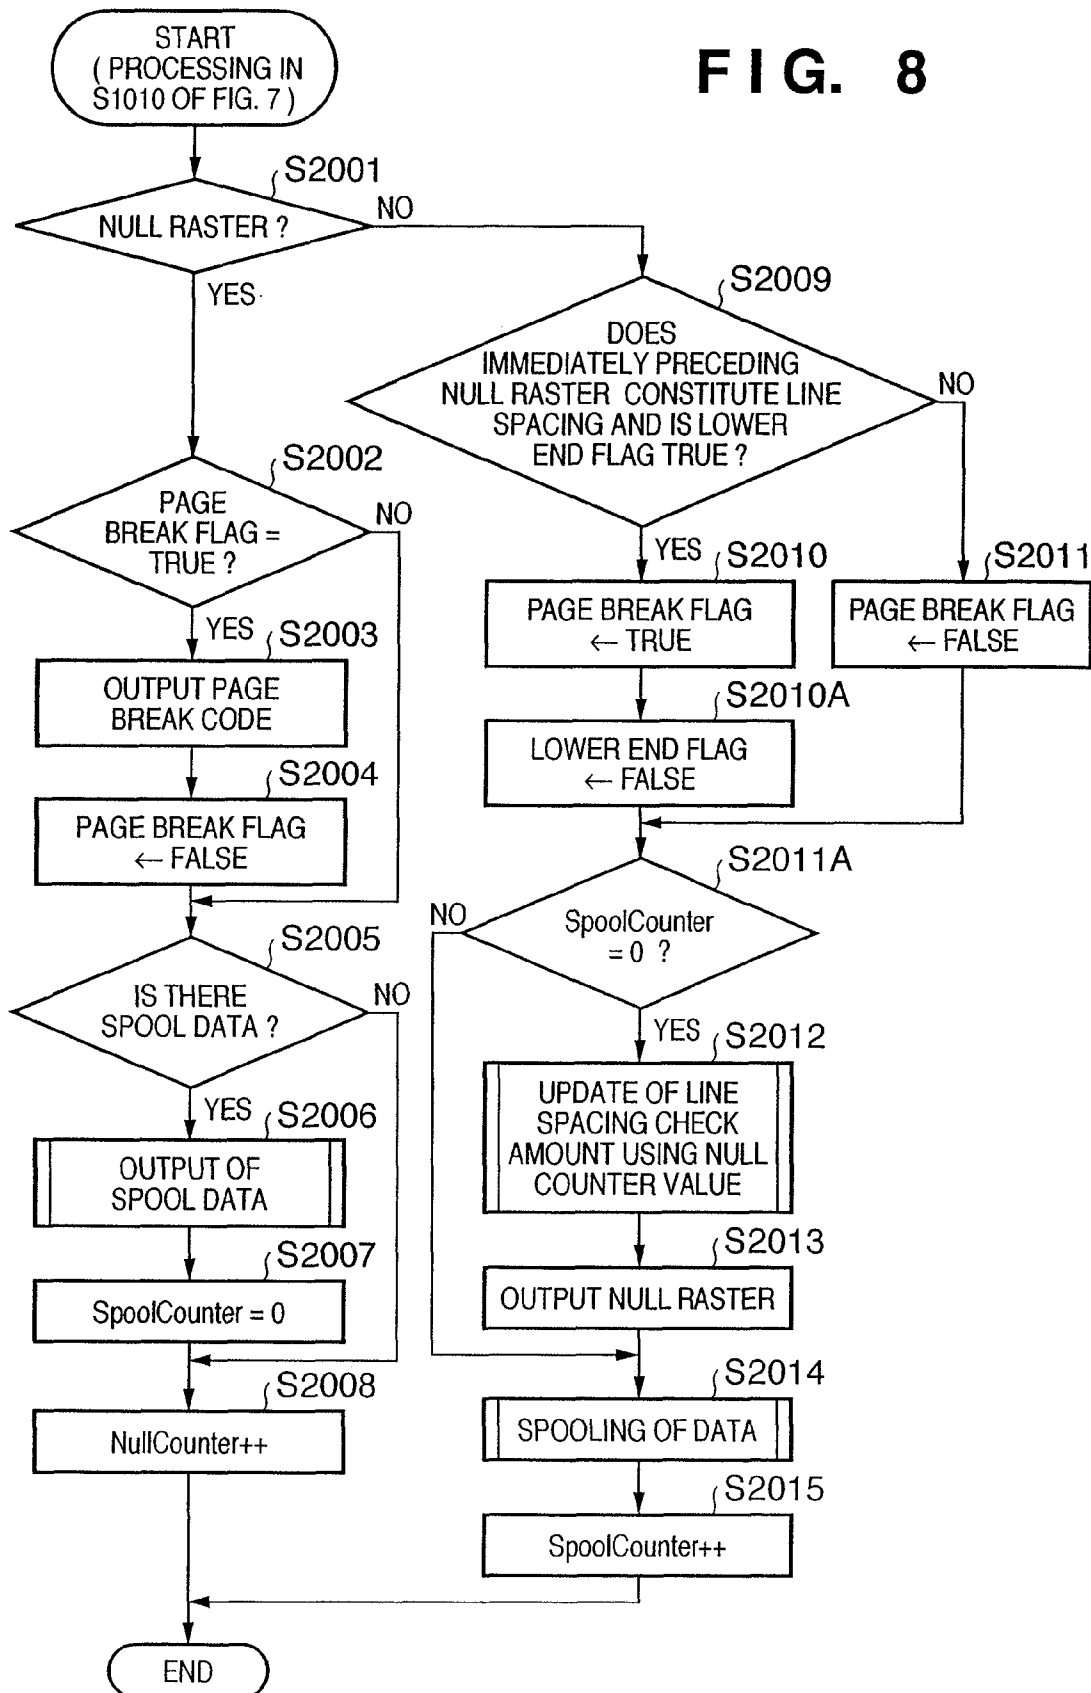 START
( PROCESSING IN
S1010 OF FIG. 7 )
FIG. 8
S2001
NULL RASTER ?
NO
YES
S2002
PAGE
BREAK FLAG =
TRUE ?
NO
YES
S2003
OUTPUT PAGE
BREAK CODE
S2004
PAGE BREAK FLAG
← FALSE
S2005
IS THERE
SPOOL DATA ?
NO
YES
S2006
OUTPUT OF
SPOOL DATA
S2007
SpoolCounter = 0
S2008
NullCounter++
S2009
DOES
IMMEDIATELY PRECEDING
NULL RASTER CONSTITUTE LINE
SPACING AND IS LOWER
END FLAG TRUE ?
NO
YES
S2010
PAGE BREAK FLAG
← TRUE
S2011
PAGE BREAK FLAG
← FALSE
S2010A
LOWER END FLAG
← FALSE
S2011A
SpoolCounter
= 0 ?
NO
YES
S2012
UPDATE OF LINE
SPACING CHECK
AMOUNT USING NULL
COUNTER VALUE
S2013
OUTPUT NULL RASTER
S2014
SPOOLING OF DATA
S2015
SpoolCounter++
END